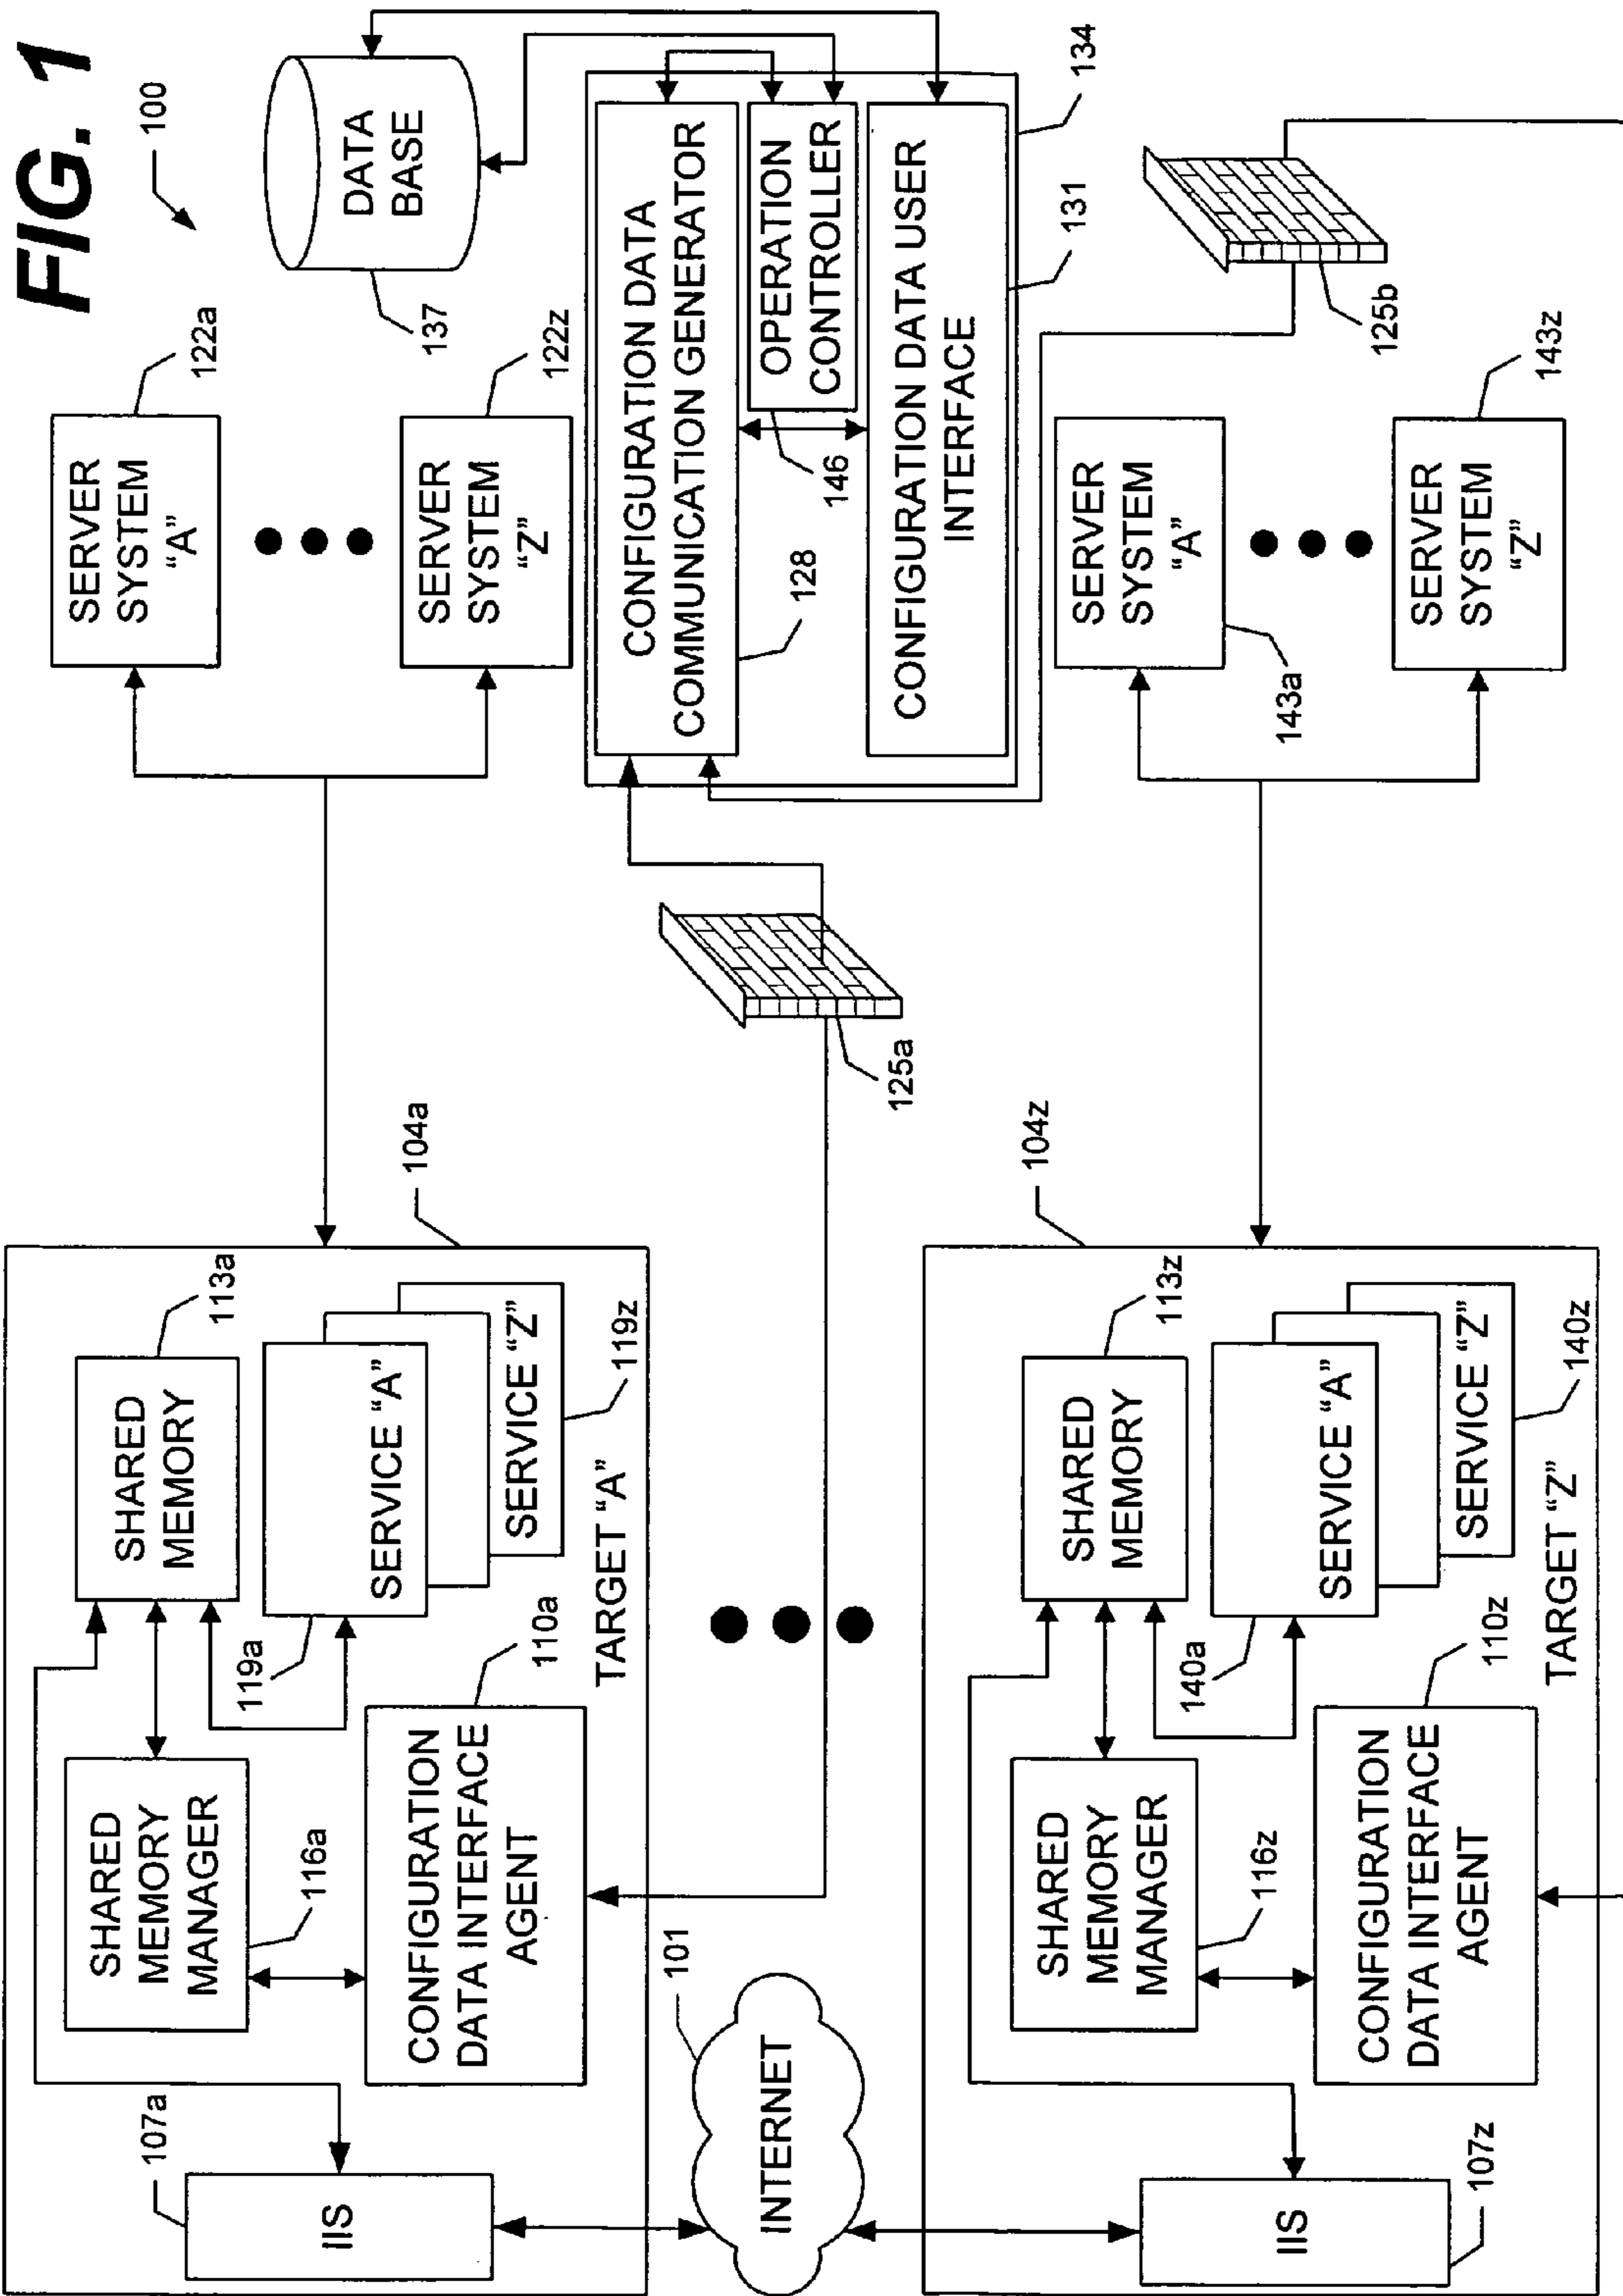 FIG. 1
100
107a
IIS
SHARED
MEMORY
MANAGER
116a
SHARED
MEMORY
113a
119a
SERVICE “A”
SERVICE “Z”
119z
CONFIGURATION
DATA INTERFACE
AGENT
110a
TARGET “A”
104a
SERVER
SYSTEM
“A”
122a
SERVER
SYSTEM
“Z”
122z
DATA
BASE
137
101
INTERNET
125a
CONFIGURATION DATA
COMMUNICATION GENERATOR
128
OPERATION
CONTROLLER
146
CONFIGURATION DATA USER
INTERFACE
131
134
125b
107z
IIS
SHARED
MEMORY
MANAGER
116z
SHARED
MEMORY
113z
140a
SERVICE “A”
SERVICE “Z”
140z
CONFIGURATION
DATA INTERFACE
AGENT
110z
TARGET “Z”
104z
SERVER
SYSTEM
“A”
143a
SERVER
SYSTEM
“Z”
143z